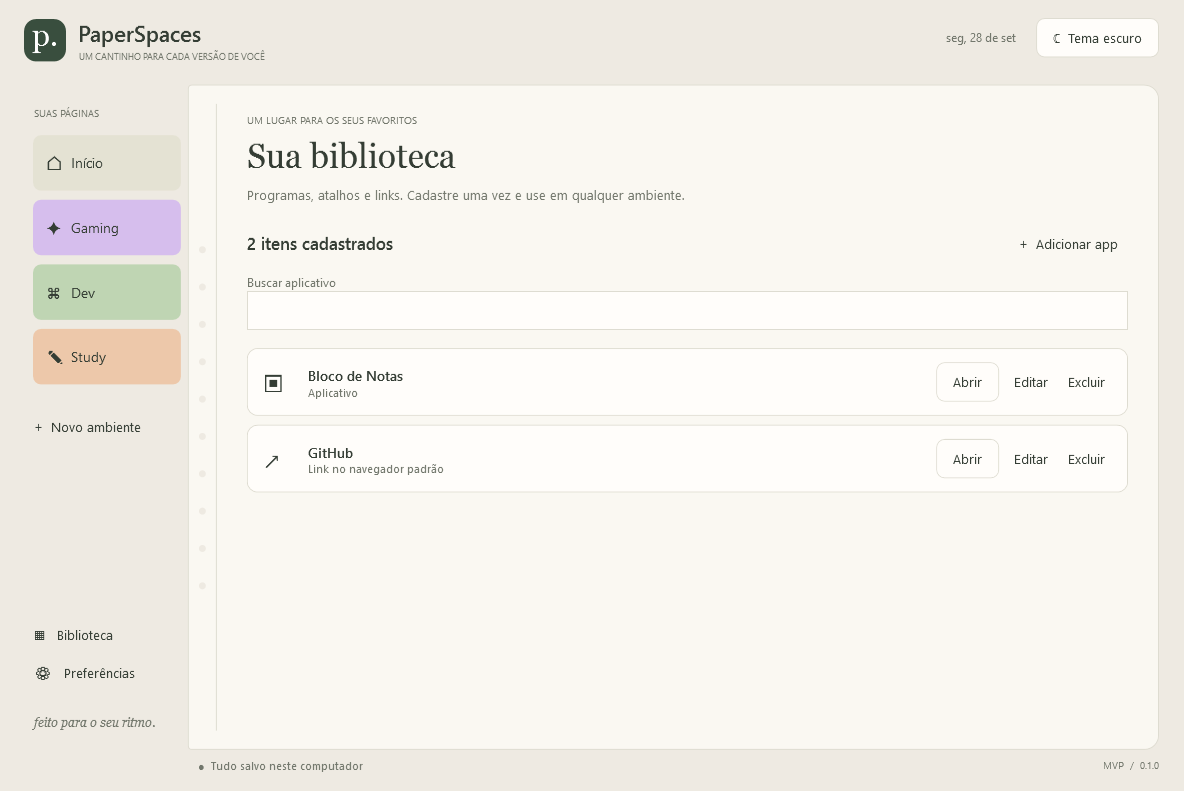 p.
PaperSpaces
UM CANTINHO PARA CADA VERSÃO DE VOCÊ
seg, 28 de set
Tema escuro
SUAS PÁGINAS
Início
Gaming
Dev
Study
+ Novo ambiente
Biblioteca
Preferências
feito para o seu ritmo.
UM LUGAR PARA OS SEUS FAVORITOS
Sua biblioteca
Programas, atalhos e links. Cadastre uma vez e use em qualquer ambiente.
2 itens cadastrados
+ Adicionar app
Buscar aplicativo
Bloco de Notas
Aplicativo
Abrir Editar Excluir
GitHub
Link no navegador padrão
Abrir Editar Excluir
Tudo salvo neste computador
MVP / 0.1.0